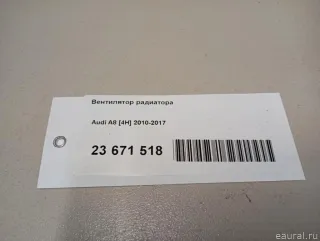 Вентилятор радиатора
Audi A8 [4H] 2010-2017
23 671 518
eaural.ru